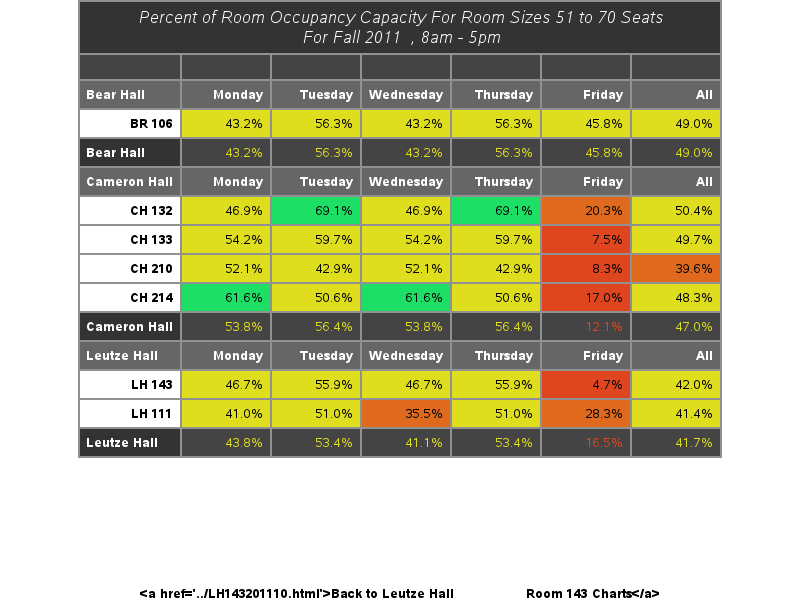 Percent of Room Occupancy Capacity For Room Sizes 51 to 70 Seats
For Fall 2011 , 8am - 5pm
Bear Hall Monday Tuesday Wednesday Thursday Friday All
BR 106 43.2% 56.3% 43.2% 56.3% 45.8% 49.0%
Bear Hall 43.2% 56.3% 43.2% 56.3% 45.8% 49.0%
Cameron Hall Monday Tuesday Wednesday Thursday Friday All
CH 132 46.9% 69.1% 46.9% 69.1% 20.3% 50.4%
CH 133 54.2% 59.7% 54.2% 59.7% 7.5% 49.7%
CH 210 52.1% 42.9% 52.1% 42.9% 8.3% 39.6%
CH 214 61.6% 50.6% 61.6% 50.6% 17.0% 48.3%
Cameron Hall 53.8% 56.4% 53.8% 56.4% 12.1% 47.0%
Leutze Hall Monday Tuesday Wednesday Thursday Friday All
LH 143 46.7% 55.9% 46.7% 55.9% 4.7% 42.0%
LH 111 41.0% 51.0% 35.5% 51.0% 28.3% 41.4%
Leutze Hall 43.8% 53.4% 41.1% 53.4% 16.5% 41.7%
<a href='../LH143201110.html'>Back to Leutze Hall Room 143 Charts</a>